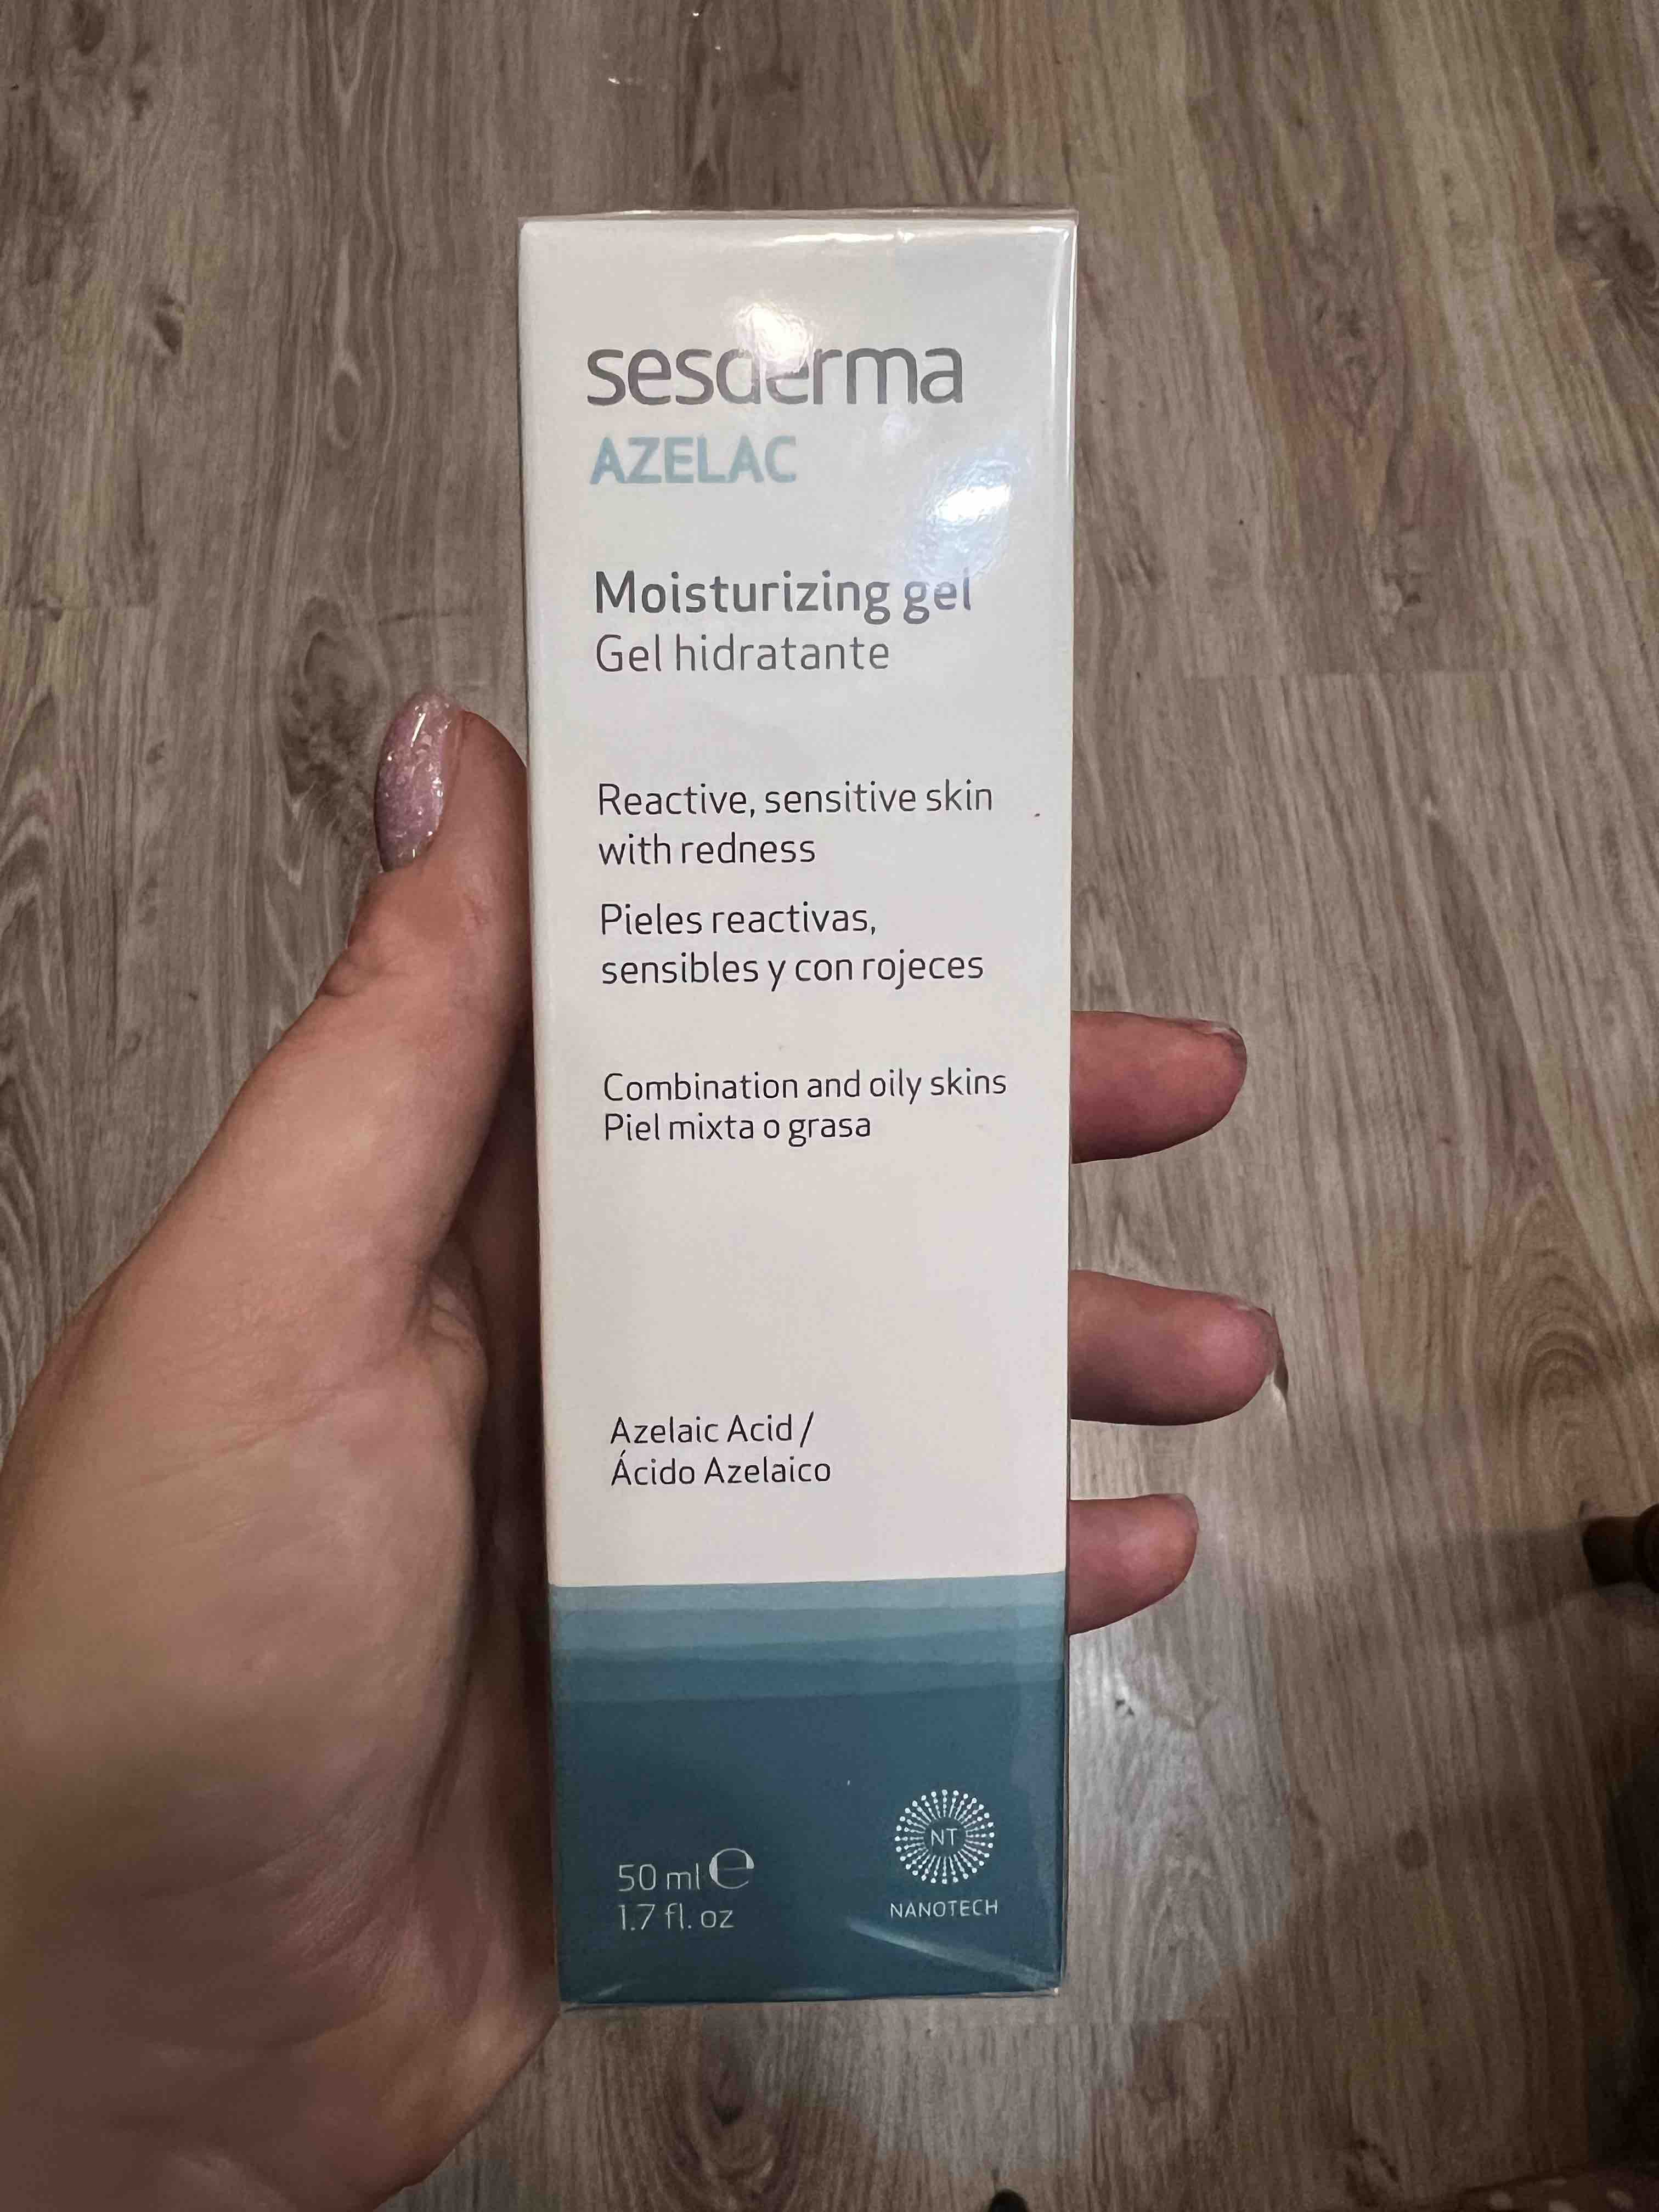 sesderma
AZELAC
Moisturizing gel
Gel hidratante
Reactive, sensitive skin
with redness
Pieles reactivas,
sensibles y con rojeces
Combination and oily skins
Piel mixta o grasa
Azelaic Acid /
Ácido Azelaico
50 ml ℮
1.7 fl. oz
NT
NANOTECH